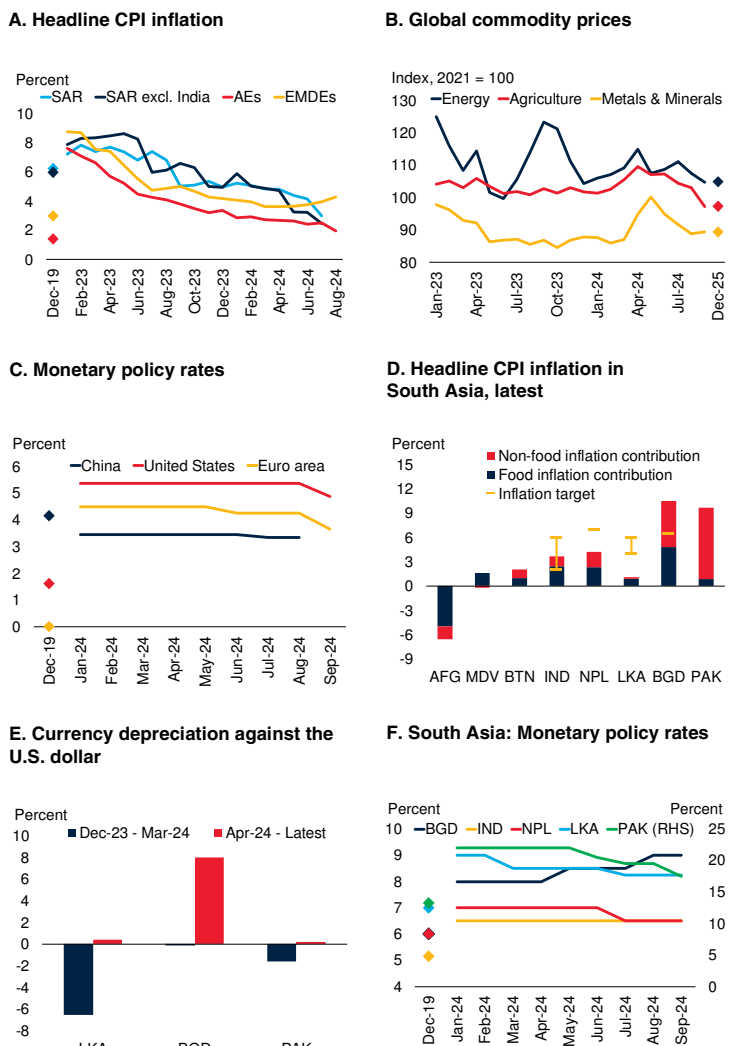 A. Headline CPI inflation
Percent
SAR SAR excl. India AEs EMDEs
10
8
6
4
2
0
Dec-19 Feb-23 Apr-23 Jun-23 Aug-23 Oct-23 Dec-23 Feb-24 Apr-24 Jun-24 Aug-24
B. Global commodity prices
Index, 2021 = 100
Energy Agriculture Metals & Minerals
130
120
110
100
90
80
Jan-23 Apr-23 Jul-23 Oct-23 Jan-24 Apr-24 Jul-24 Dec-25
C. Monetary policy rates
Percent
China United States Euro area
6
5
4
3
2
1
0
Dec-19 Jan-24 Feb-24 Mar-24 Apr-24 May-24 Jun-24 Jul-24 Aug-24 Sep-24
D. Headline CPI inflation in
South Asia, latest
Percent
Non-food inflation contribution
Food inflation contribution
Inflation target
15
12
9
6
3
0
-3
-6
-9
AFG MDV BTN IND NPL LKA BGD PAK
E. Currency depreciation against the
U.S. dollar
Percent
Dec-23 - Mar-24 Apr-24 - Latest
10
8
6
4
2
0
-2
-4
-6
-8
LKA BGD PAK
F. South Asia: Monetary policy rates
Percent Percent
BGD IND NPL LKA PAK (RHS)
10 25
9 20
8 15
7
6 10
5 5
4 0
Dec-19 Jan-24 Feb-24 Mar-24 Apr-24 May-24 Jun-24 Jul-24 Aug-24 Sep-24